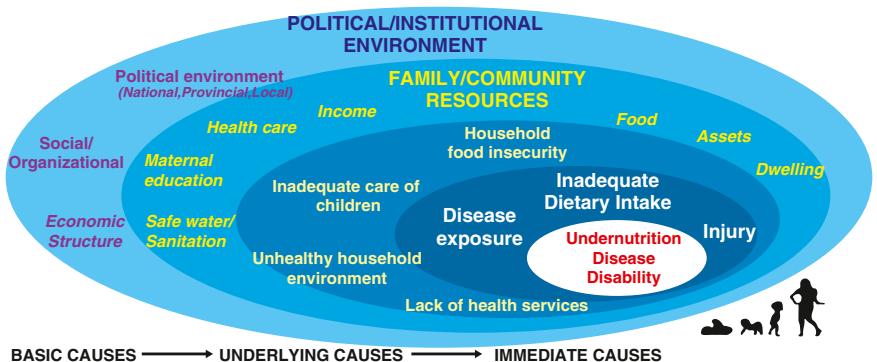 POLITICAL/INSTITUTIONAL
ENVIRONMENT
Political environment
(National,Provincial,Local)
Social/
Organizational
Economic
Structure
FAMILY/COMMUNITY
RESOURCES
Income
Health care
Maternal
education
Safe water/
Sanitation
Food
Assets
Dwelling
Household
food insecurity
Inadequate care of
children
Unhealthy household
environment
Lack of health services
Inadequate
Dietary Intake
Disease
exposure
Injury
Undernutrition
Disease
Disability
BASIC CAUSES UNDERLYING CAUSES IMMEDIATE CAUSES